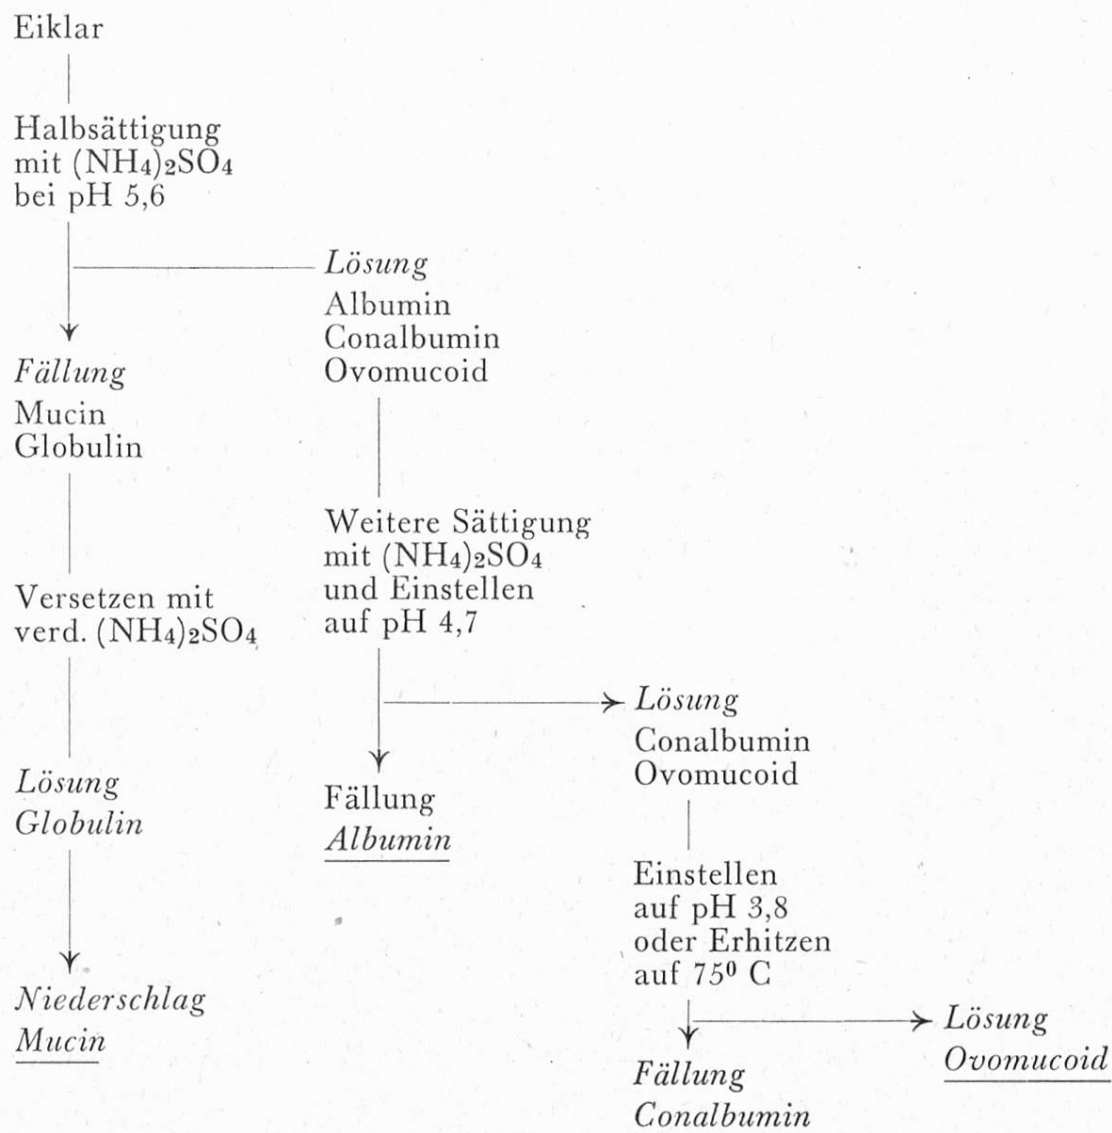 Eiklar
Halbsättigung
mit (NH4)2SO4
bei pH 5,6
Lösung
Albumin
Conalbumin
Ovomucoid
Fällung
Mucin
Globulin
Weitere Sättigung
mit (NH4)2SO4
und Einstellen
auf pH 4,7
Versetzen mit
verd. (NH4)2SO4
Lösung
Conalbumin
Ovomucoid
Lösung
Globulin
Fällung
Albumin
Einstellen
auf pH 3,8
oder Erhitzen
auf 75⁰ C
Niederschlag
Mucin
Lösung
Ovomucoid
Fällung
Conalbumin